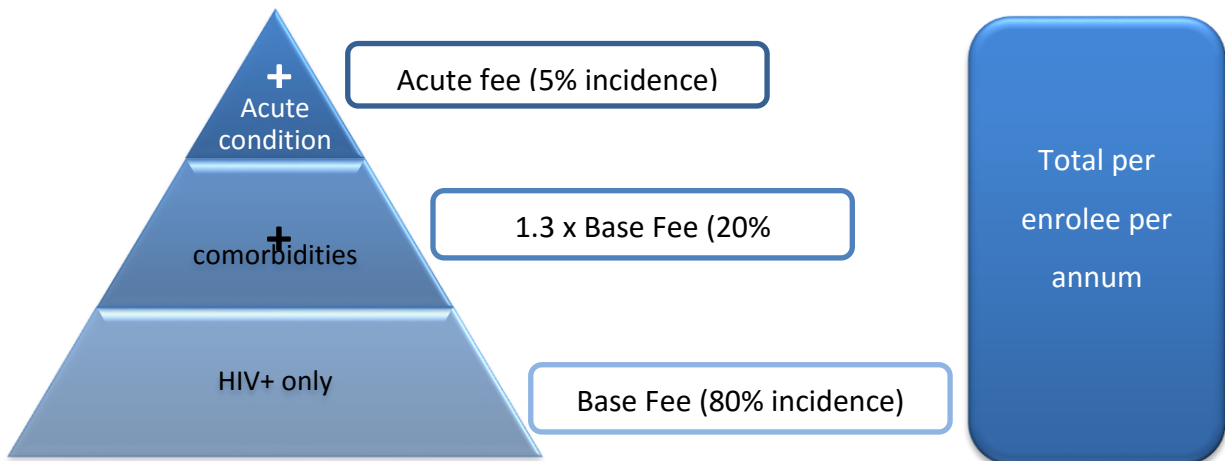 +
Acute
condition
Acute fee (5% incidence)
+
comorbidities
1.3 x Base Fee (20%
HIV+ only
Base Fee (80% incidence)
Total per
enrolee per
annum